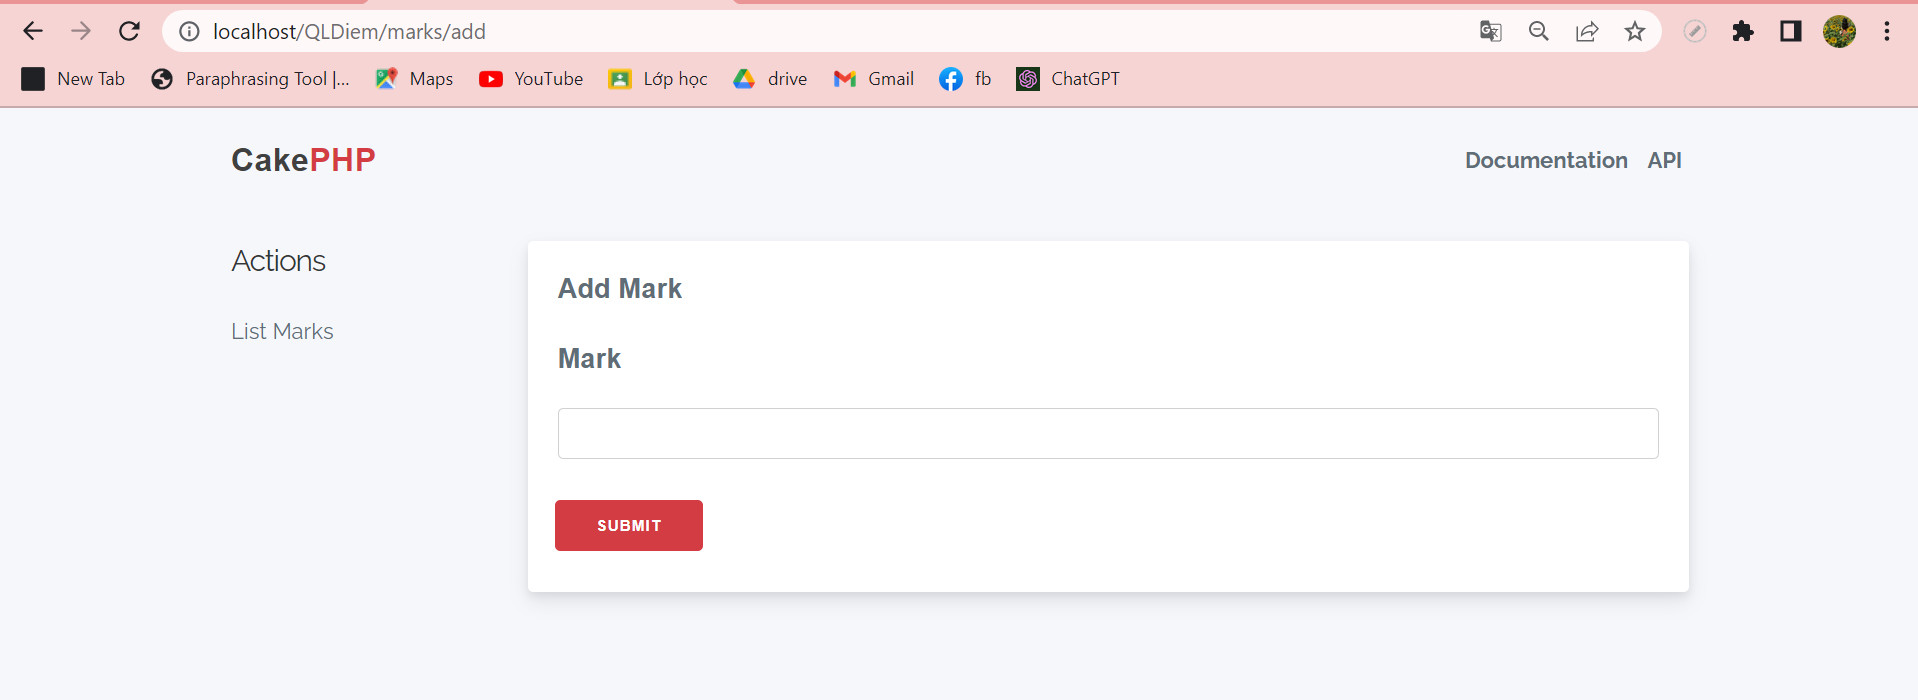 localhost/QLDiem/marks/add
New Tab Paraphrasing Tool |... Maps YouTube Lớp học drive Gmail fb ChatGPT
CakePHP Documentation API
Actions
List Marks
Add Mark
Mark
SUBMIT